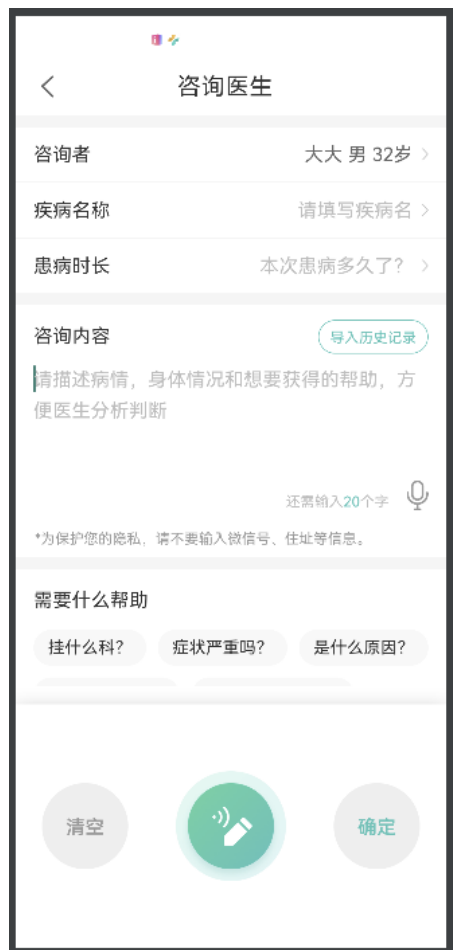 咨询医生
咨询者 大大 男 32岁
疾病名称 请填写疾病名
患病时长 本次患病多久了？
咨询内容 导入历史记录
请描述病情，身体情况和想要获得的帮助，方
便医生分析判断
还需输入20个字
*为保护您的隐私，请不要输入微信号、住址等信息。
需要什么帮助
挂什么科？ 症状严重吗？ 是什么原因？
清空 确定